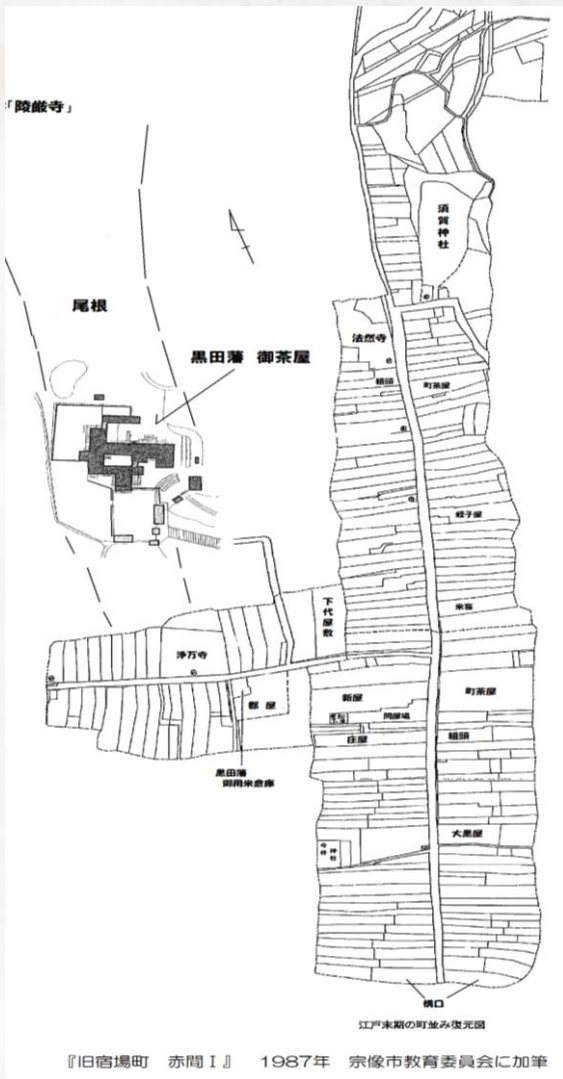 「陵厳寺」
須賀神社
尾根
法然寺
黒田藩 御茶屋
組頭
町茶屋
蛭子屋
米屋
下代屋敷
浄万寺
町茶屋
新屋
郡屋
問屋場
庄屋
組頭
黒田藩
御用米倉庫
大黒屋
今井神社
構口
江戸末期の町並み復元図
『旧宿場町 赤間Ⅰ』 1987年 宗像市教育委員会に加筆